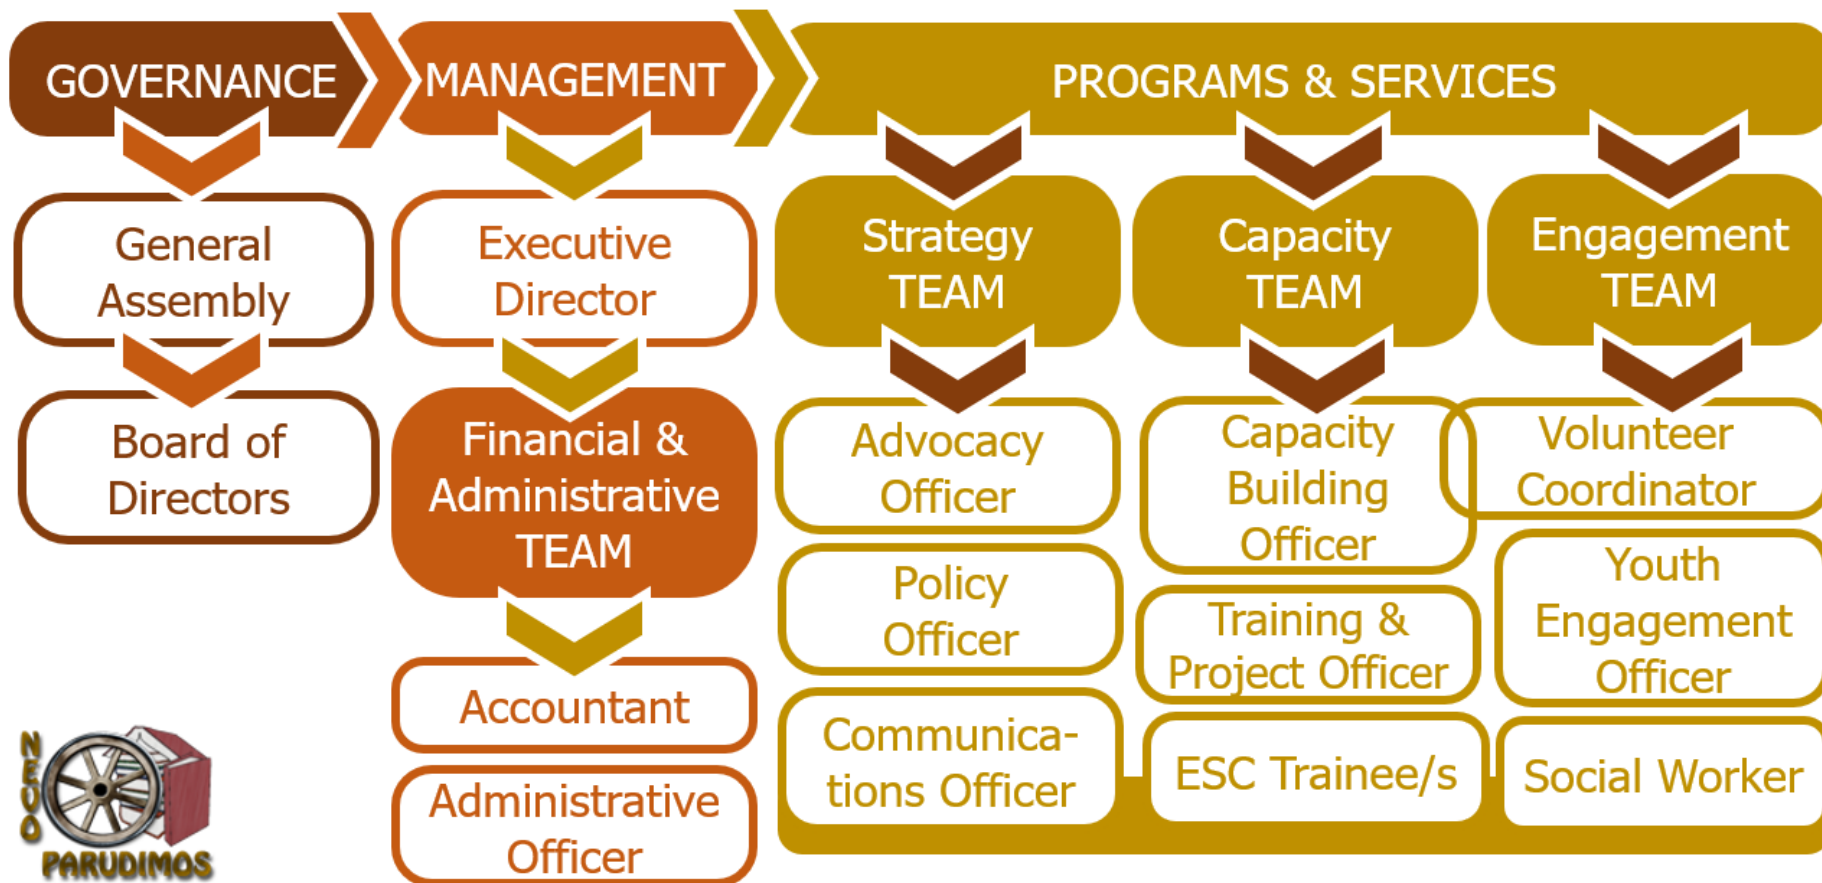 GOVERNANCE
MANAGEMENT
PROGRAMS & SERVICES
General
Assembly
Board of
Directors
Executive
Director
Financial &
Administrative
TEAM
Accountant
Administrative
Officer
Strategy
TEAM
Advocacy
Officer
Policy
Officer
Communica-
tions Officer
Capacity
TEAM
Capacity
Building
Officer
Training &
Project Officer
ESC Trainee/s
Engagement
TEAM
Volunteer
Coordinator
Youth
Engagement
Officer
Social Worker
NEVO
PARUDIMOS